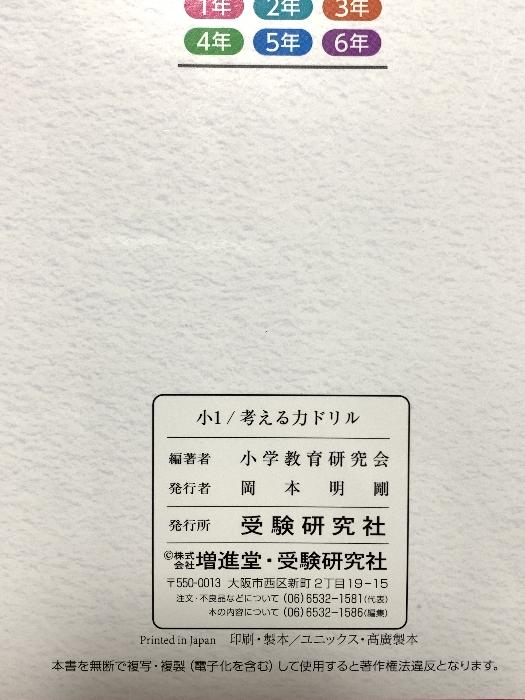 1年 2年 3年
4年 5年 6年
小1/考える力ドリル
編著者 小学教育研究会
発行者 岡本明剛
発行所 受験研究社
©株式会社 増進堂・受験研究社
〒550-0013 大阪市西区新町2丁目19-15
注文・不良品などについて (06)6532-1581(代表)
本の内容について (06)6532-1586(編集)
Printed in Japan 印刷・製本/ユニックス・髙廣製本
本書を無断で複写・複製(電子化を含む)して使用すると著作権法違反となります。